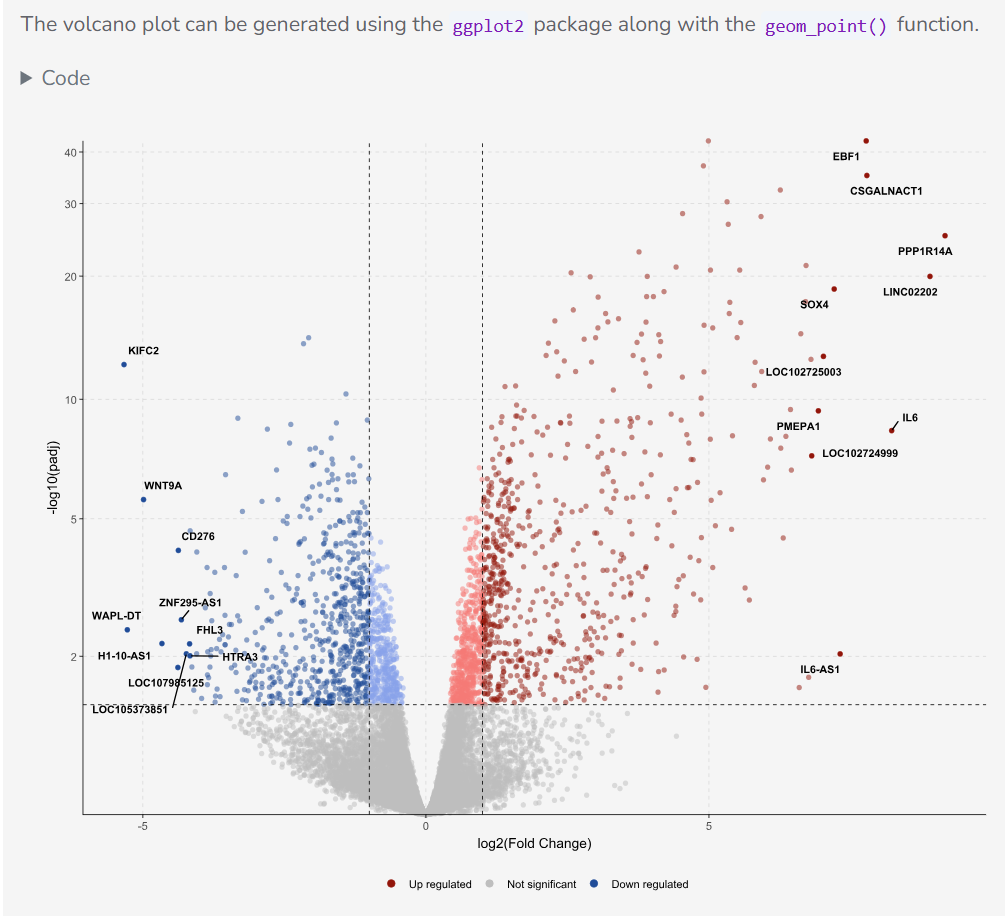 The volcano plot can be generated using the ggplot2 package along with the geom_point() function.
Code
40
30
20
10
5
2
-log10(padj)
EBF1
CSGALNACT1
PPP1R14A
LINC02202
SOX4
KIFC2
LOC102725003
IL6
PMEPA1
LOC102724999
WNT9A
CD276
ZNF295-AS1
WAPL-DT
FHL3
H1-10-AS1
HTRA3
IL6-AS1
LOC107985125
LOC105373851
-5
0
5
log2(Fold Change)
Up regulated
Not significant
Down regulated